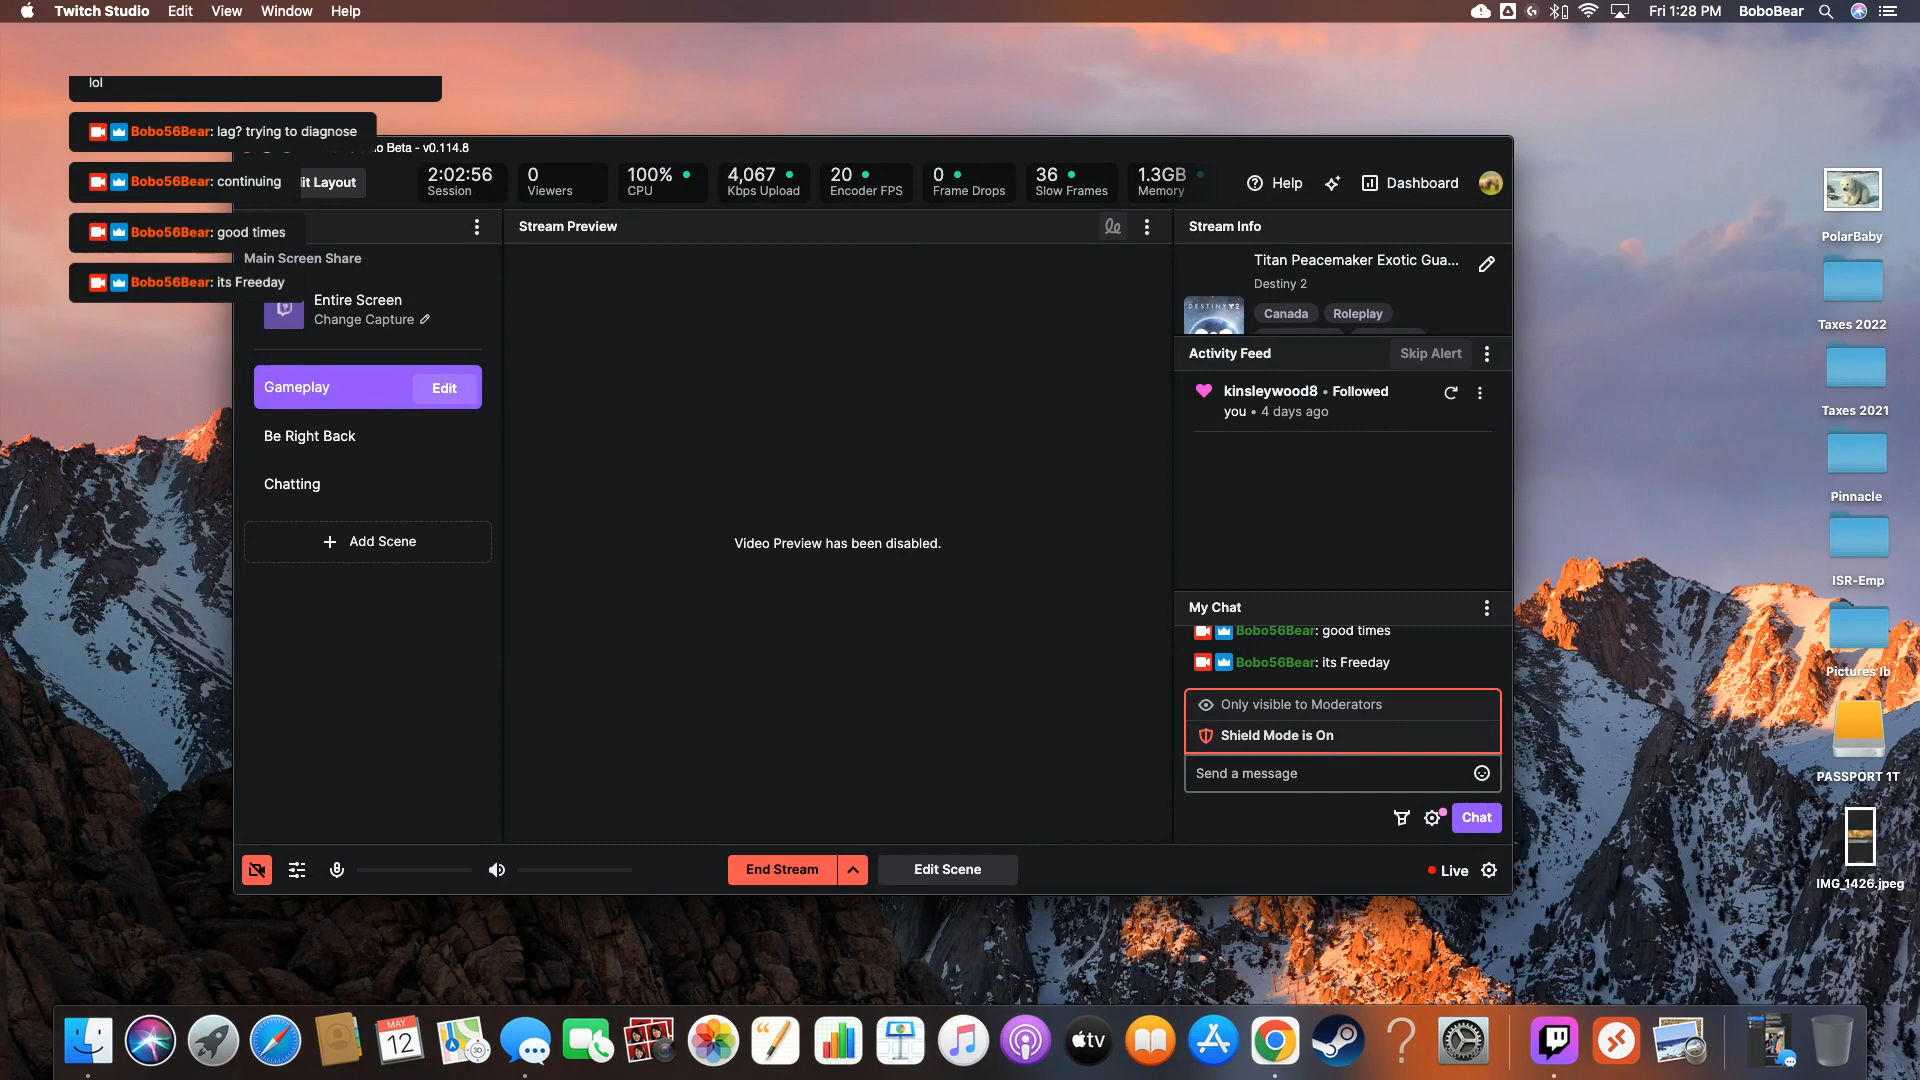 Twitch Studio Edit View Window Help
Fri 1:28 PM BoboBear
lol
Bobo56Bear: lag? trying to diagnose
Bobo56Bear: continuing
Bobo56Bear: good times
Bobo56Bear: its Freeday
o Beta - v0.114.8
it Layout
2:02:56
Session
0
Viewers
100%
CPU
4,067
Kbps Upload
20
Encoder FPS
0
Frame Drops
36
Slow Frames
1.3GB
Memory
Help
Dashboard
Main Screen Share
Entire Screen
Change Capture
Gameplay
Edit
Be Right Back
Chatting
+ Add Scene
Stream Preview
Video Preview has been disabled.
Stream Info
Titan Peacemaker Exotic Gua...
Destiny 2
DESTINY 2
Canada
Roleplay
Activity Feed
Skip Alert
kinsleywood8 • Followed
you • 4 days ago
My Chat
Bobo56Bear: good times
Bobo56Bear: its Freeday
Only visible to Moderators
Shield Mode is On
Send a message
Chat
End Stream
Edit Scene
Live
PolarBaby
Taxes 2022
Taxes 2021
Pinnacle
ISR-Emp
Pictures Ib
PASSPORT 1T
IMG_1426.jpeg
MAY
12
3D
tv